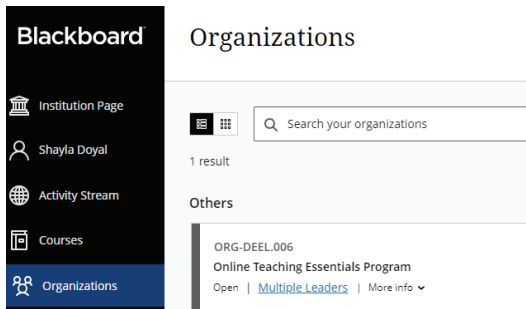 Blackboard
Institution Page
Shayla Doyal
Activity Stream
Courses
Organizations
Organizations
Search your organizations
1 result
Others
ORG-DEEL.006
Online Teaching Essentials Program
Open | Multiple Leaders | More info